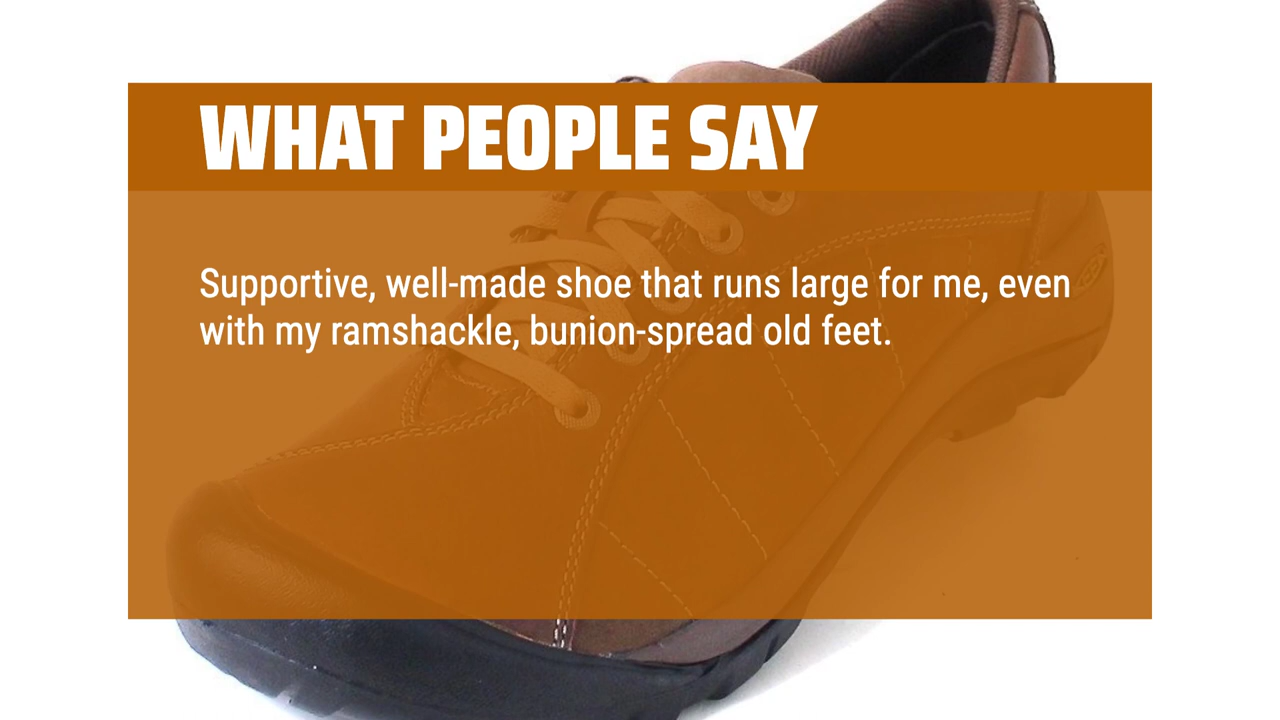 WHAT PEOPLE SAY
Supportive, well-made shoe that runs large for me, even
with my ramshackle, bunion-spread old feet.